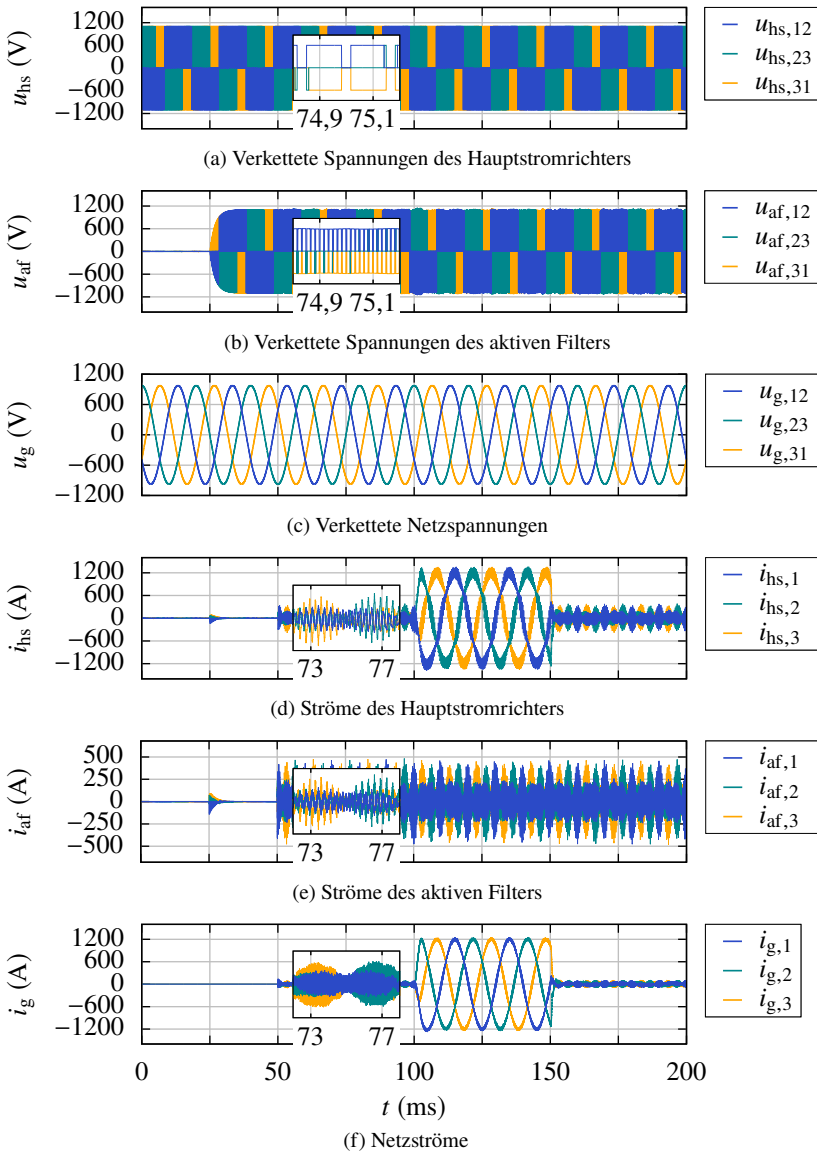 1200
600
0
−600
−1200
u_hs (V)
74,9 75,1
u_hs,12
u_hs,23
u_hs,31
(a) Verkettete Spannungen des Hauptstromrichters
1200
600
0
−600
−1200
u_af (V)
74,9 75,1
u_af,12
u_af,23
u_af,31
(b) Verkettete Spannungen des aktiven Filters
1200
600
0
−600
−1200
u_g (V)
u_g,12
u_g,23
u_g,31
(c) Verkettete Netzspannungen
1200
600
0
−600
−1200
i_hs (A)
73 77
i_hs,1
i_hs,2
i_hs,3
(d) Ströme des Hauptstromrichters
500
250
0
−250
−500
i_af (A)
73 77
i_af,1
i_af,2
i_af,3
(e) Ströme des aktiven Filters
1200
600
0
−600
−1200
i_g (A)
73 77
i_g,1
i_g,2
i_g,3
0 50 100 150 200
t (ms)
(f) Netzströme